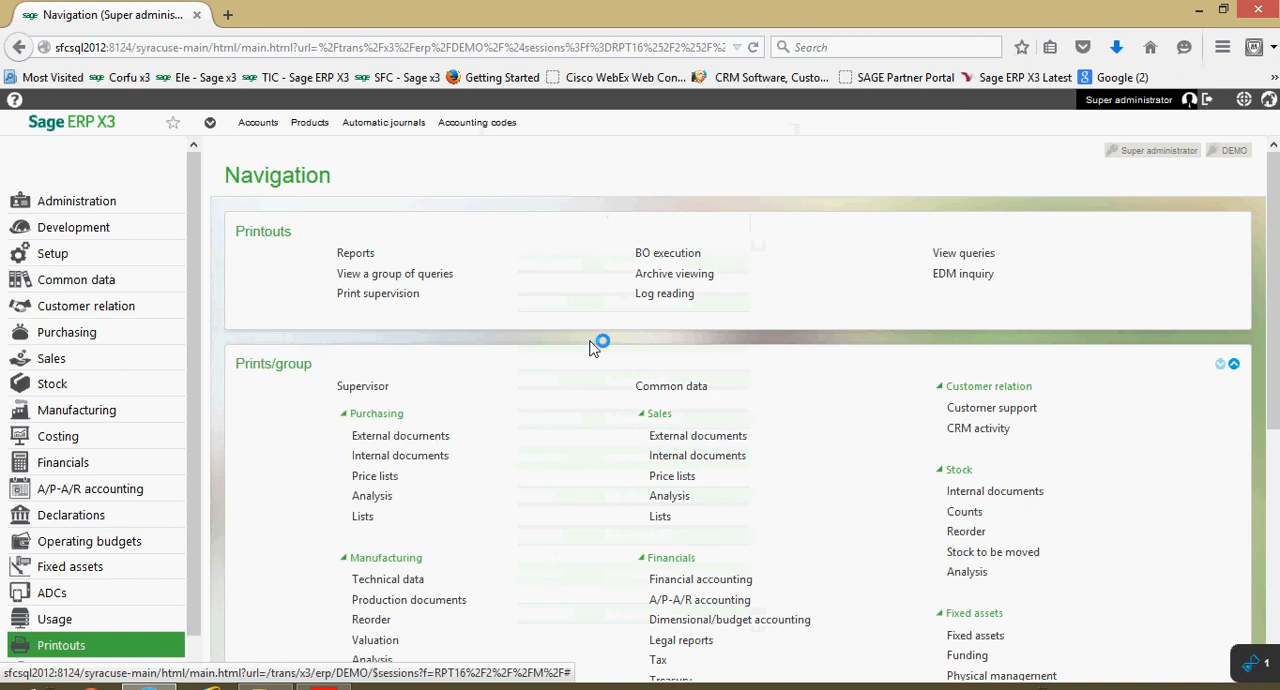 sage Navigation (Super adminis... × +
sfcsql2012:8124/syracuse-main/html/main.html?url=%2Ftrans%2Fx3%2Ferp%2FDEMO%2F%24sessions%3Ff%3DRPT16%252F2%252F%2
Search
Most Visited sage Corfu x3 sage Ele - Sage x3 sage TIC - Sage ERP X3 sage SFC - Sage x3 Getting Started Cisco WebEx Web Con... CRM Software, Custo... SAGE Partner Portal Sage ERP X3 Latest Google (2) »
? Super administrator
Sage ERP X3 Accounts Products Automatic journals Accounting codes
Super administrator DEMO
Navigation
Administration
Development
Setup
Common data
Customer relation
Purchasing
Sales
Stock
Manufacturing
Costing
Financials
A/P-A/R accounting
Declarations
Operating budgets
Fixed assets
ADCs
Usage
Printouts
Printouts
Reports BO execution View queries
View a group of queries Archive viewing EDM inquiry
Print supervision Log reading
Prints/group
Supervisor
Purchasing
External documents
Internal documents
Price lists
Analysis
Lists
Manufacturing
Technical data
Production documents
Reorder
Valuation
Analysis
Common data
Sales
External documents
Internal documents
Price lists
Analysis
Lists
Financials
Financial accounting
A/P-A/R accounting
Dimensional/budget accounting
Legal reports
Tax
Treasury
Customer relation
Customer support
CRM activity
Stock
Internal documents
Counts
Reorder
Stock to be moved
Analysis
Fixed assets
Fixed assets
Funding
Physical management
sfcsql2012:8124/syracuse-main/html/main.html?url=/trans/x3/erp/DEMO/$sessions?f=RPT16%2F2%2F%2FM%2F#
1